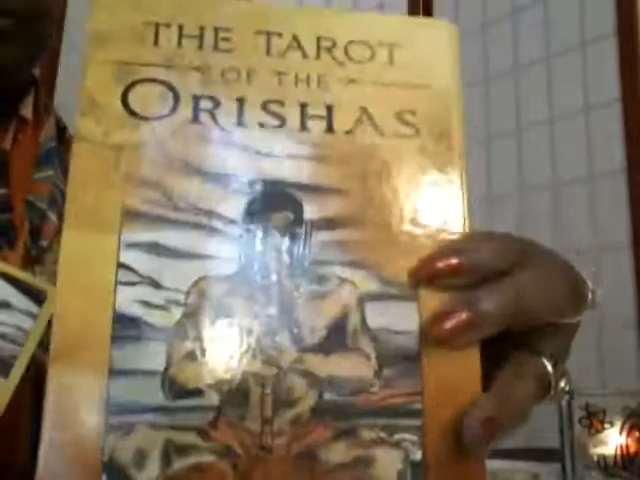 THE TAROT
OF THE
ORISHAS